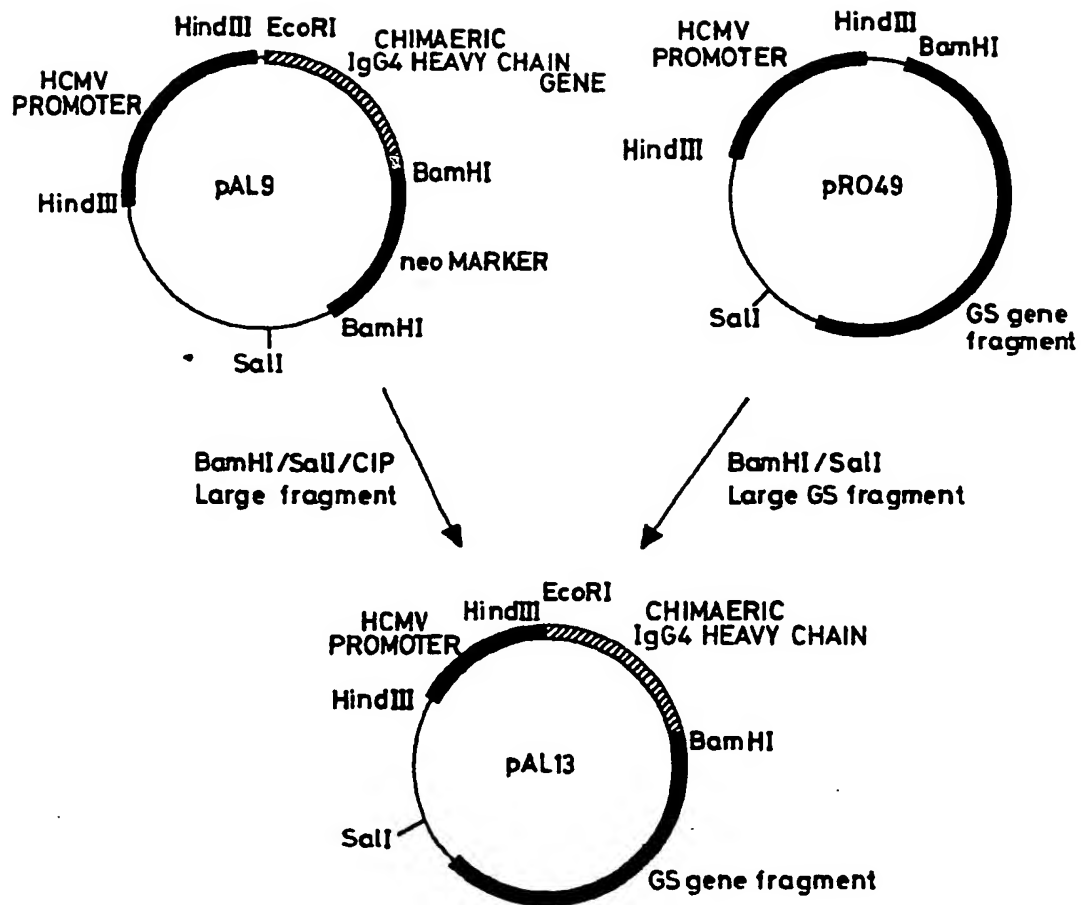 HindIII EcoRI
CHIMAERIC
IgG4 HEAVY CHAIN
GENE
HCMV
PROMOTER
BamHI
HindIII
pAL9
neo MARKER
BamHI
SalI
HindIII
HCMV
PROMOTER
BamHI
HindIII
pRO49
SalI
GS gene
fragment
BamHI/SalI/CIP
Large fragment
BamHI/SalI
Large GS fragment
EcoRI
HindIII
CHIMAERIC
IgG4 HEAVY CHAIN
HCMV
PROMOTER
HindIII
BamHI
pAL13
SalI
GS gene fragment